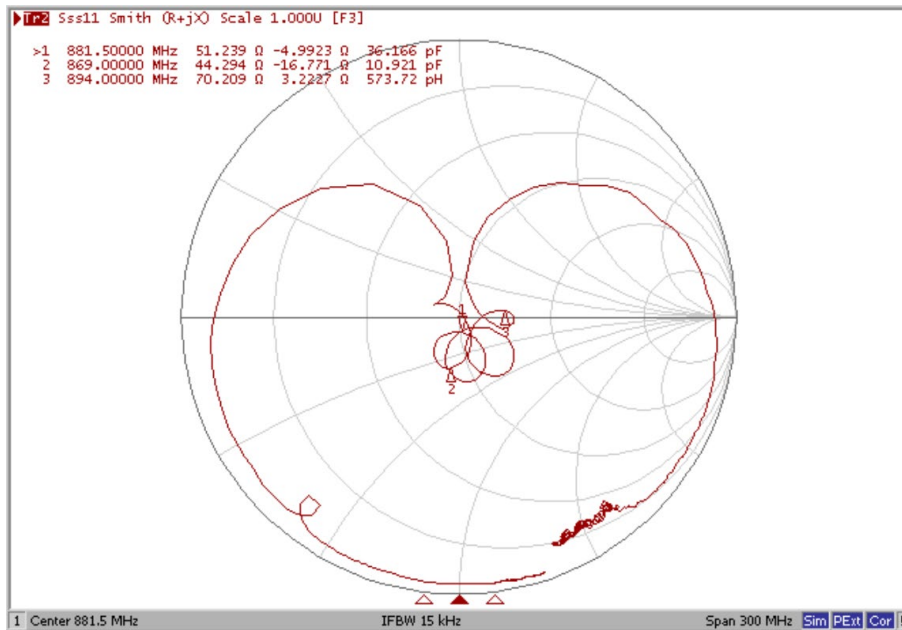 ▶Tr2 Sss11 Smith (R+jX) Scale 1.000U [F3]
>1 881.50000 MHz 51.239 Ω -4.9923 Ω 36.166 pF
2 869.00000 MHz 44.294 Ω -16.771 Ω 10.921 pF
3 894.00000 MHz 70.209 Ω 3.2227 Ω 573.72 pH
1
3
2
1 Center 881.5 MHz IFBW 15 kHz Span 300 MHz Sim PExt Cor